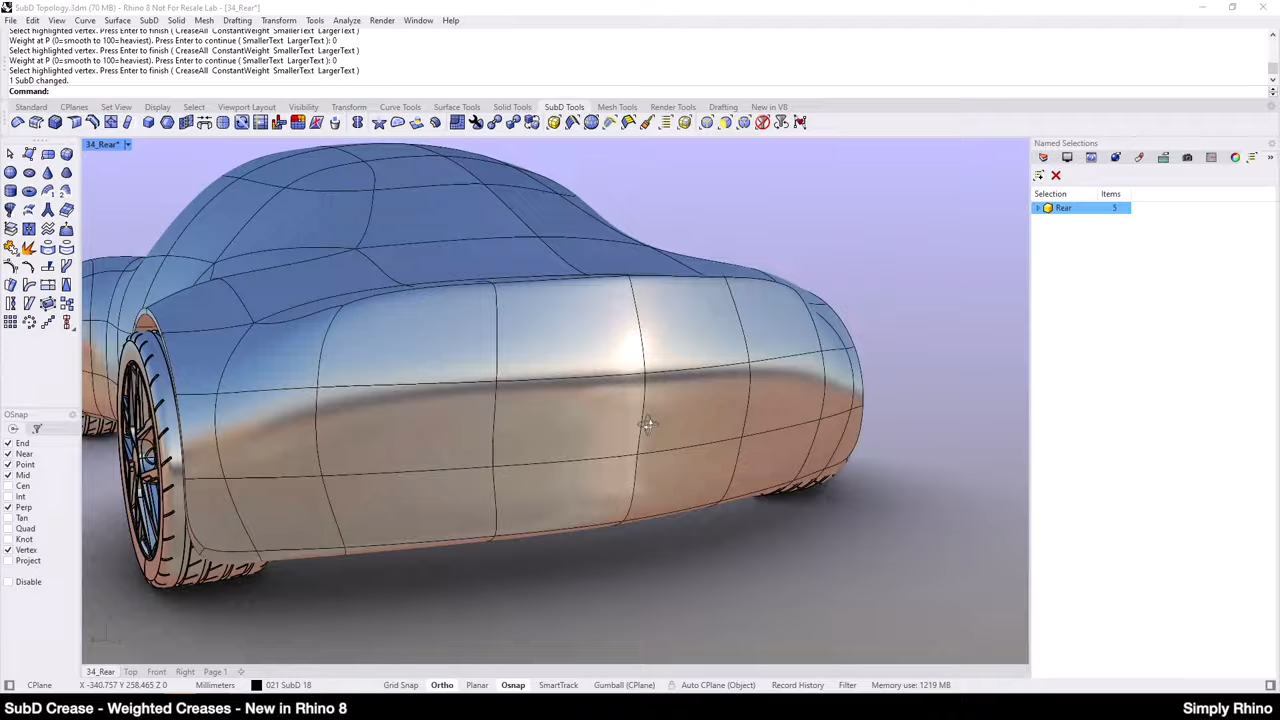 SubD Topology.3dm (70 MB) - Rhino 8 Not For Resale Lab - [34_Rear*]
File Edit View Curve Surface SubD Solid Mesh Drafting Transform Tools Analyze Render Window Help
Select highlighted vertex. Press Enter to finish ( CreaseAll ConstantWeight SmallerText LargerText )
Weight at P (0=smooth to 100=heaviest). Press Enter to continue ( SmallerText LargerText ): 0
Select highlighted vertex. Press Enter to finish ( CreaseAll ConstantWeight SmallerText LargerText )
Weight at P (0=smooth to 100=heaviest). Press Enter to continue ( SmallerText LargerText ): 0
Select highlighted vertex. Press Enter to finish ( CreaseAll ConstantWeight SmallerText LargerText )
1 SubD changed.
Command:
Standard CPlanes Set View Display Select Viewport Layout Visibility Transform Curve Tools Surface Tools Solid Tools SubD Tools Mesh Tools Render Tools Drafting New in V8
34_Rear*
Named Selections
Selection Items
Rear 5
OSnap
End
Near
Point
Mid
Cen
Int
Perp
Tan
Quad
Knot
Vertex
Project
Disable
34_Rear Top Front Right Page 1
CPlane X -340.757 Y 258.465 Z 0 Millimeters 021 SubD 18 Grid Snap Ortho Planar Osnap SmartTrack Gumball (CPlane) Auto CPlane (Object) Record History Filter Memory use: 1219 MB
SubD Crease - Weighted Creases - New in Rhino 8
Simply Rhino